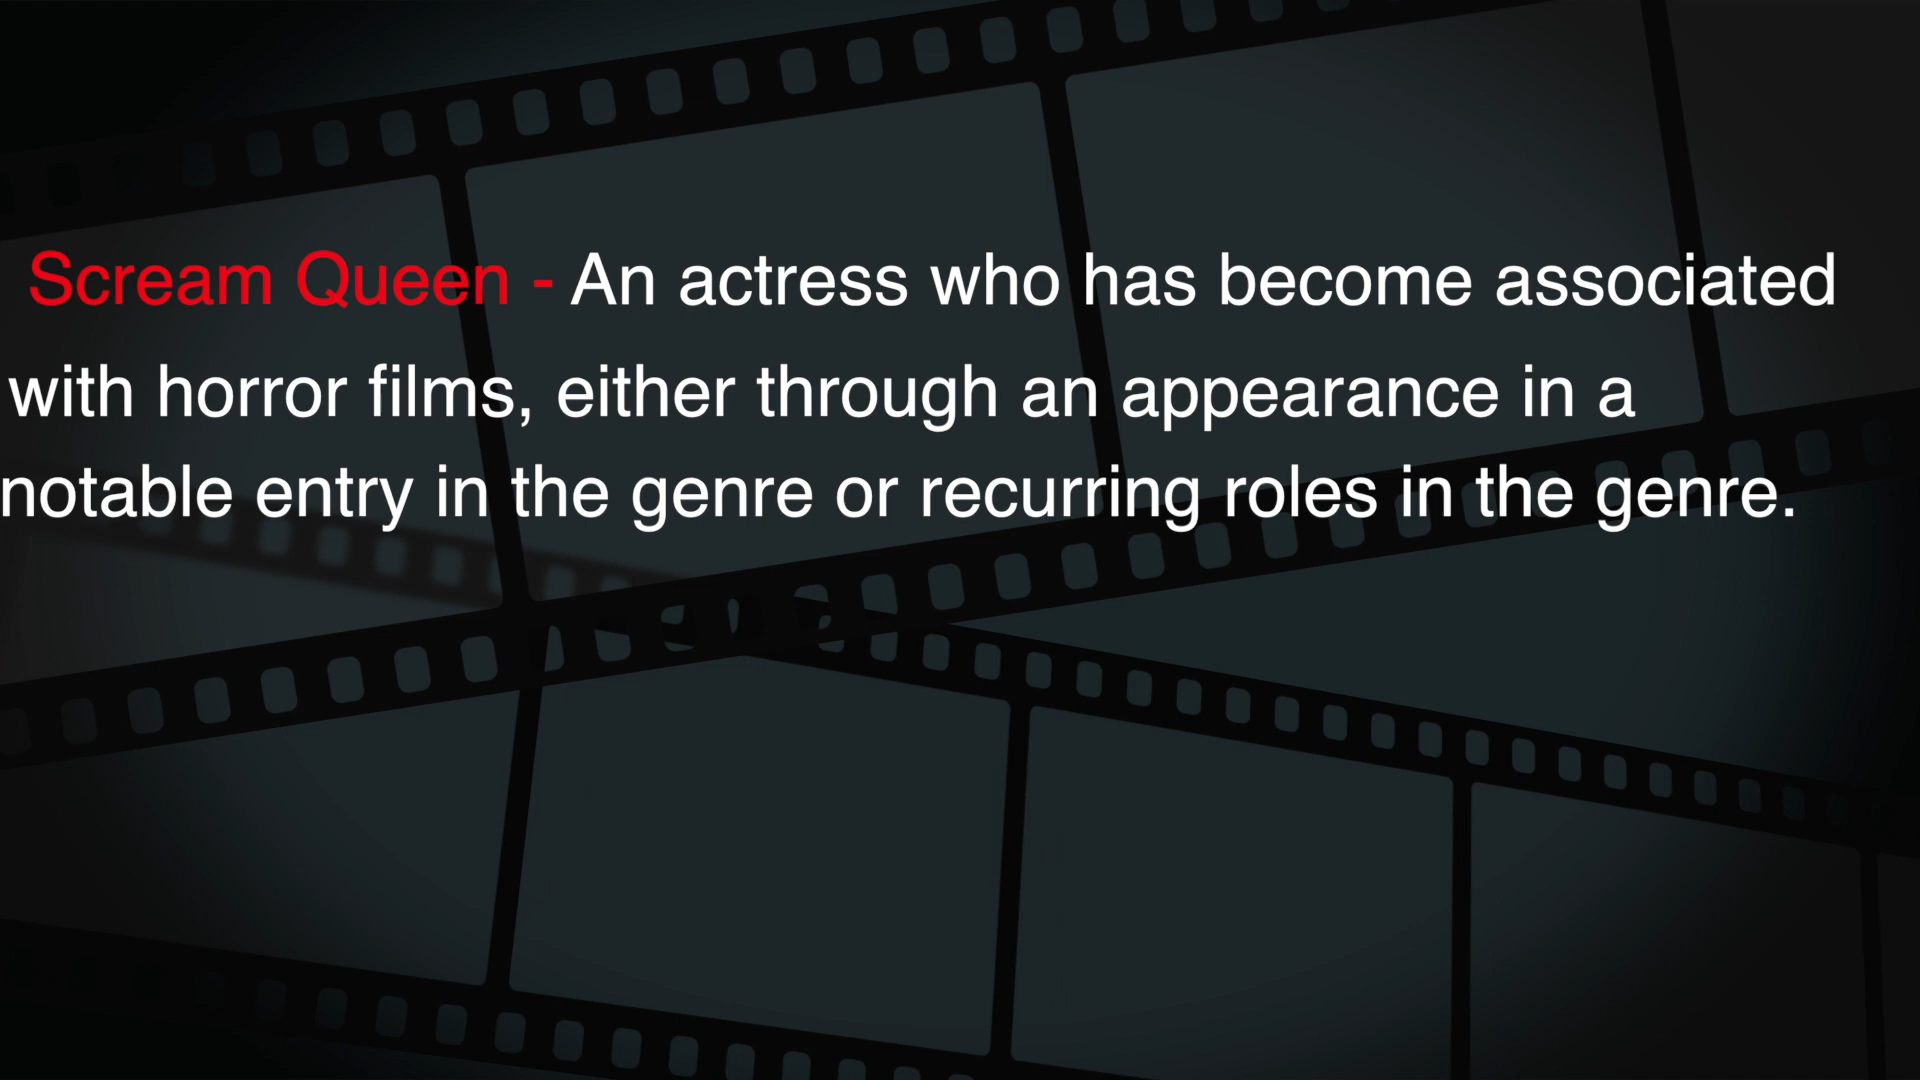 Scream Queen - An actress who has become associated
with horror films, either through an appearance in a
notable entry in the genre or recurring roles in the genre.